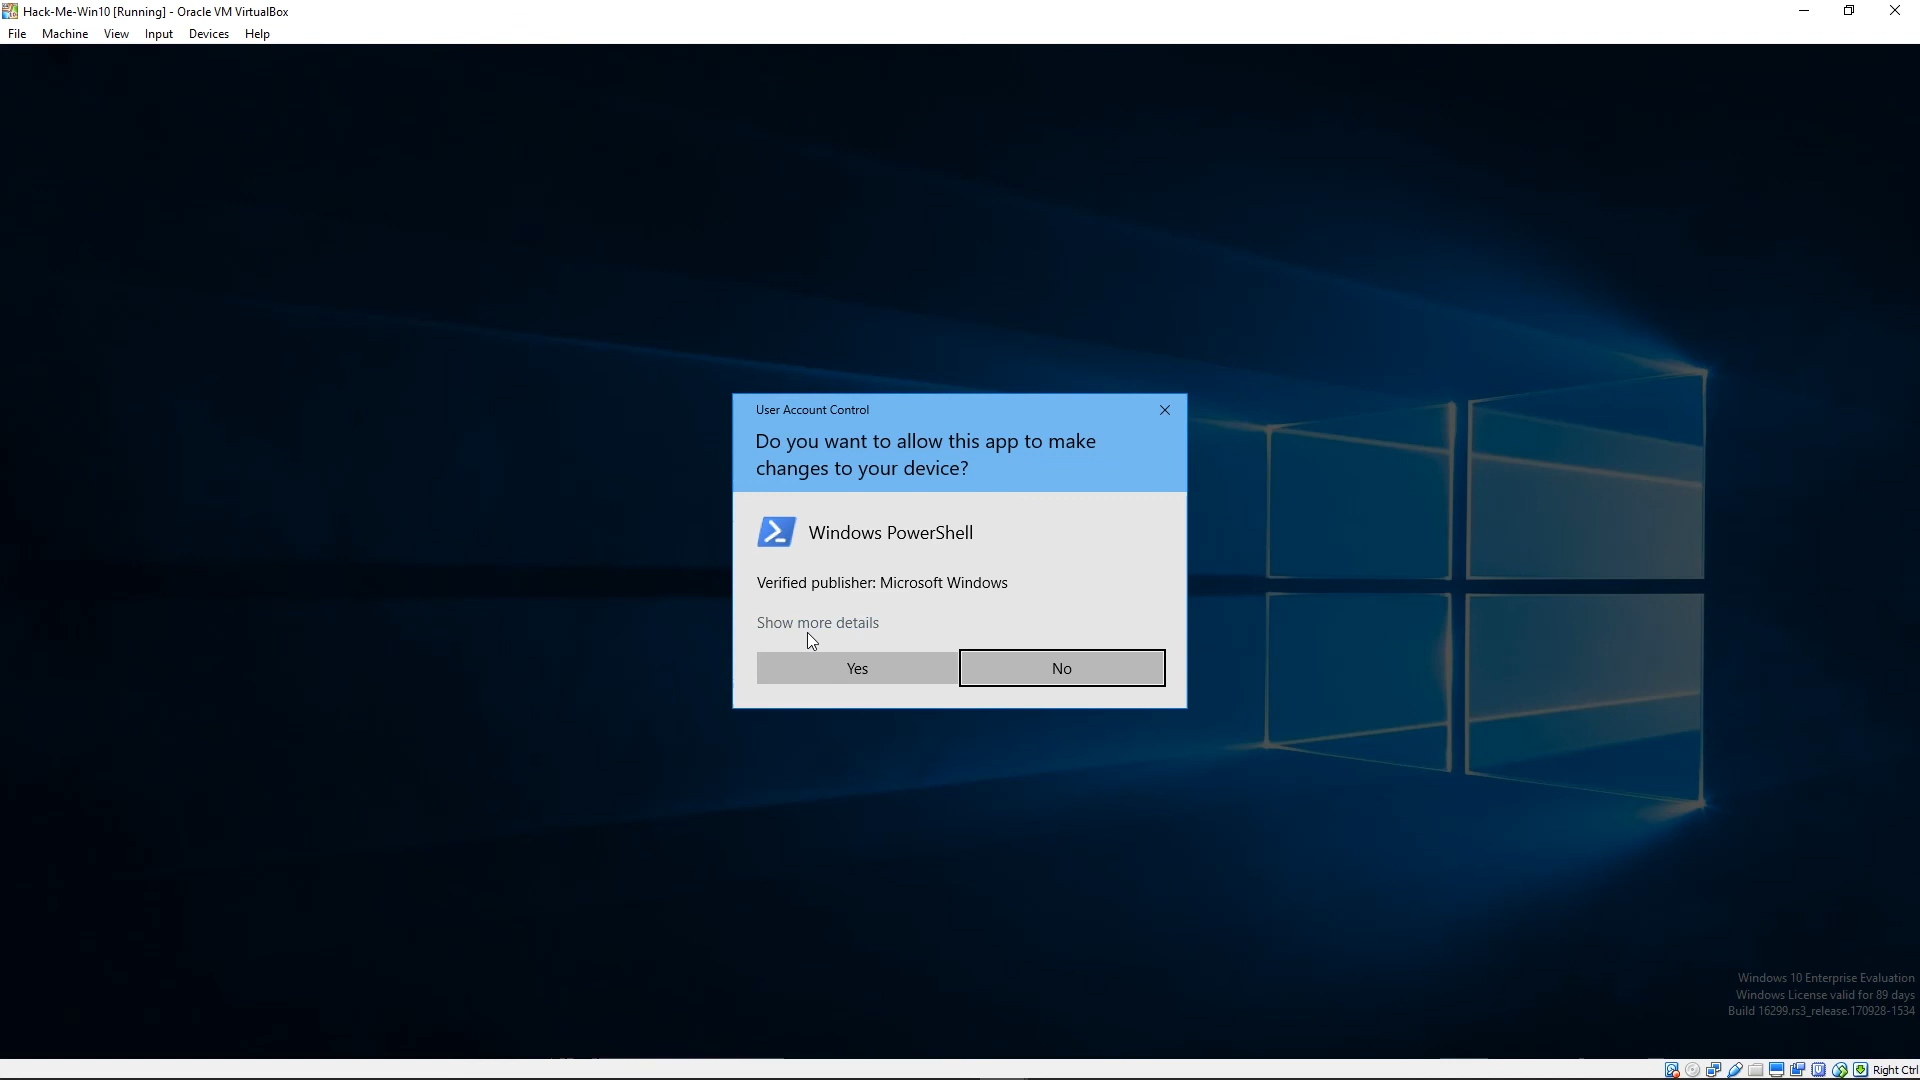 Hack-Me-Win10 [Running] - Oracle VM VirtualBox
File Machine View Input Devices Help
User Account Control
Do you want to allow this app to make
changes to your device?
Windows PowerShell
Verified publisher: Microsoft Windows
Show more details
Yes No
Windows 10 Enterprise Evaluation
Windows License valid for 89 days
Build 16299.rs3_release.170928-1534
Right Ctrl